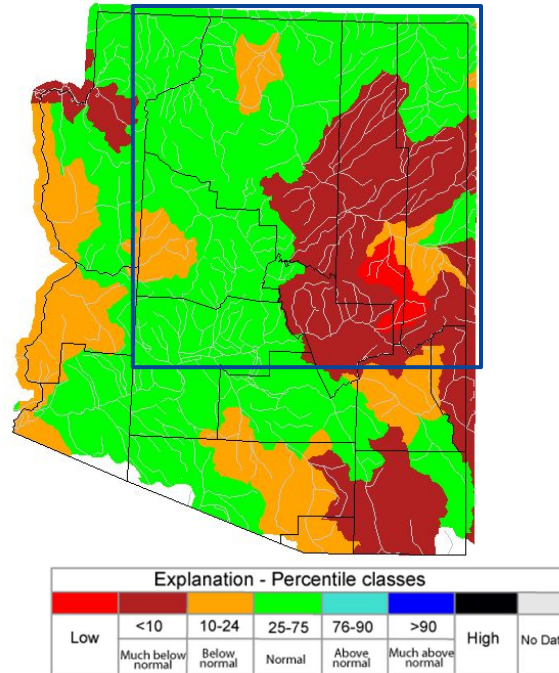 Explanation - Percentile classes
Low
<10
10-24
25-75
76-90
>90
High
No Dat
Much below
normal
Below
normal
Normal
Above
normal
Much above
normal